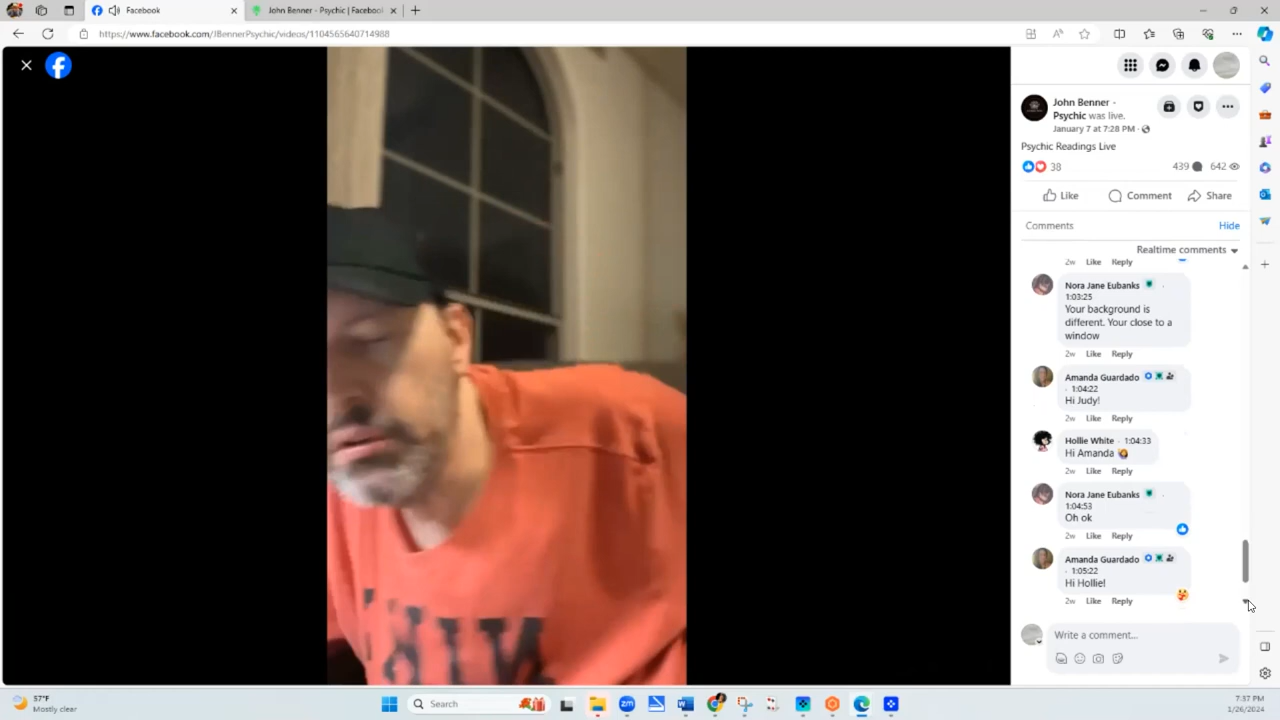 Facebook
John Benner - Psychic | Facebook
https://www.facebook.com/JBennerPsychic/videos/1104565640714988
John Benner -
Psychic was live.
January 7 at 7:28 PM ·
Psychic Readings Live
38
439
642
Like
Comment
Share
Comments
Hide
Realtime comments
2w Like Reply
Nora Jane Eubanks ·
1:03:25
Your background is
different. Your close to a
window
2w Like Reply
Amanda Guardado
· 1:04:22
Hi Judy!
2w Like Reply
Hollie White · 1:04:33
Hi Amanda 🙋
2w Like Reply
Nora Jane Eubanks ·
1:04:53
Oh ok
2w Like Reply
Amanda Guardado
· 1:05:22
Hi Hollie!
2w Like Reply
Write a comment...
57°F
Mostly clear
Search
7:37 PM
1/26/2024